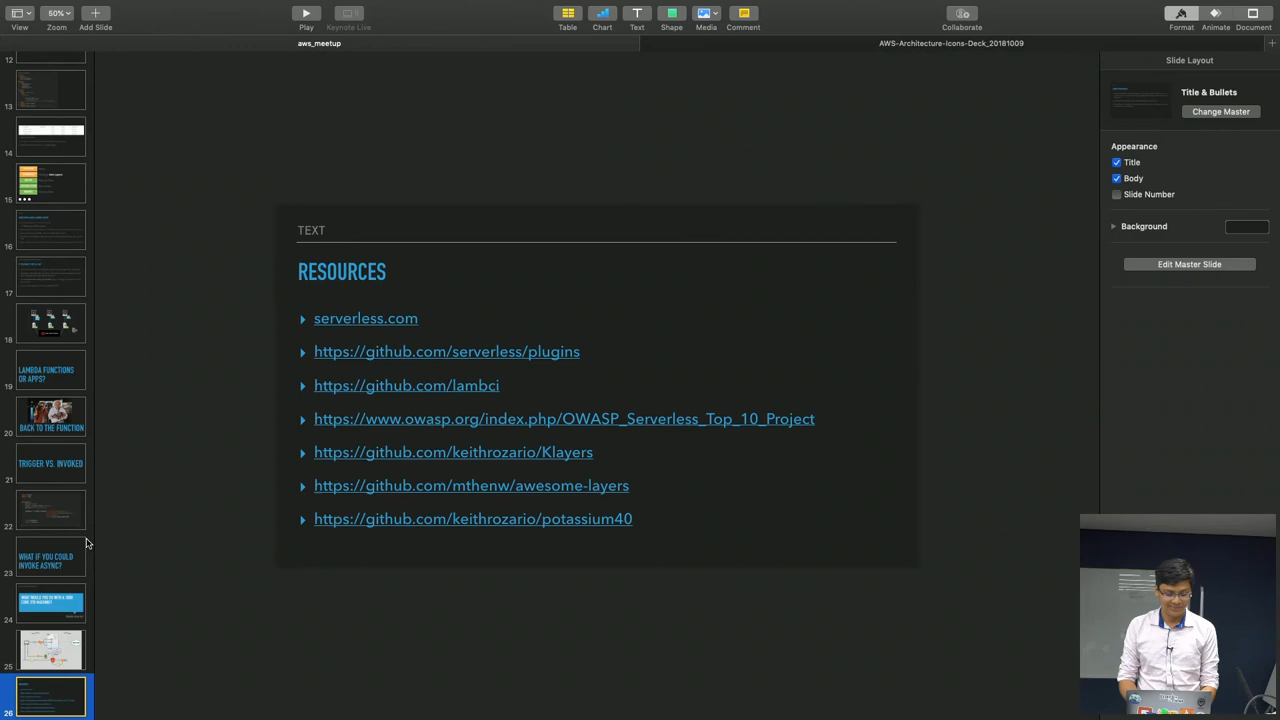 50%
View
Zoom
Add Slide
Play
Keynote Live
Table
Chart
Text
Shape
Media
Comment
Collaborate
Format
Animate
Document
aws_meetup
AWS-Architecture-Icons-Deck_20181009
12
13
14
15
16
17
18
19
LAMBDA FUNCTIONS
OR APPS?
20
BACK TO THE FUNCTION
21
TRIGGER VS. INVOKED
22
23
WHAT IF YOU COULD
INVOKE ASYNC?
24
25
26
TEXT
RESOURCES
serverless.com
https://github.com/serverless/plugins
https://github.com/lambci
https://www.owasp.org/index.php/OWASP_Serverless_Top_10_Project
https://github.com/keithrozario/Klayers
https://github.com/mthenw/awesome-layers
https://github.com/keithrozario/potassium40
Slide Layout
Title & Bullets
Change Master
Appearance
Title
Body
Slide Number
Background
Edit Master Slide